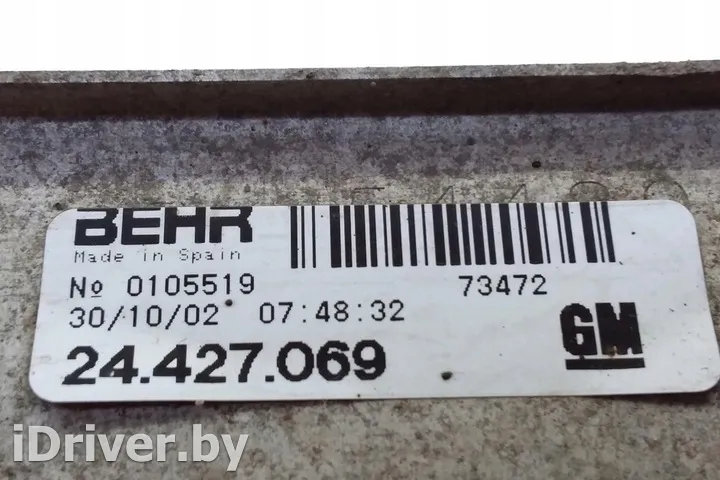 BEHR
Made in Spain
№ 0105519 73472
30/10/02 07:48:32
24.427.069
GM
iDriver.by